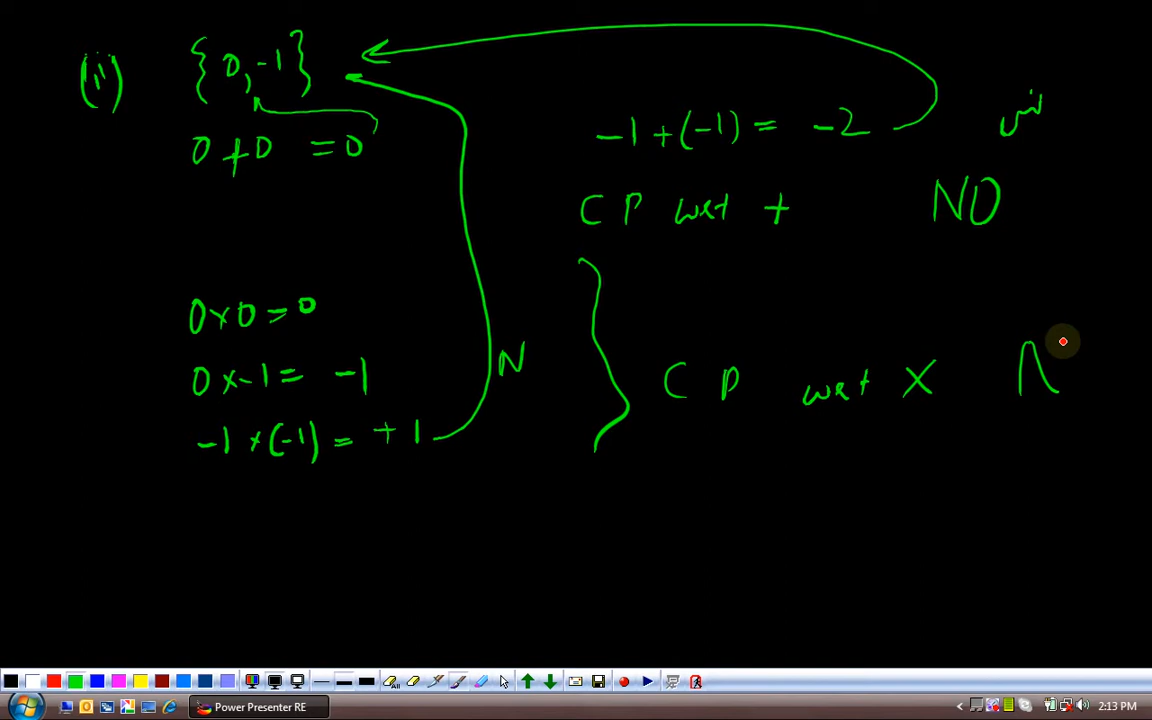 (ii) {0,-1}
-1 + (-1) = -2
0 + 0 = 0
CP wrt + NO
0 × 0 = 0
0 × -1 = -1 N
CP wrt ×
-1 × (-1) = +1
Power Presenter RE
2:13 PM